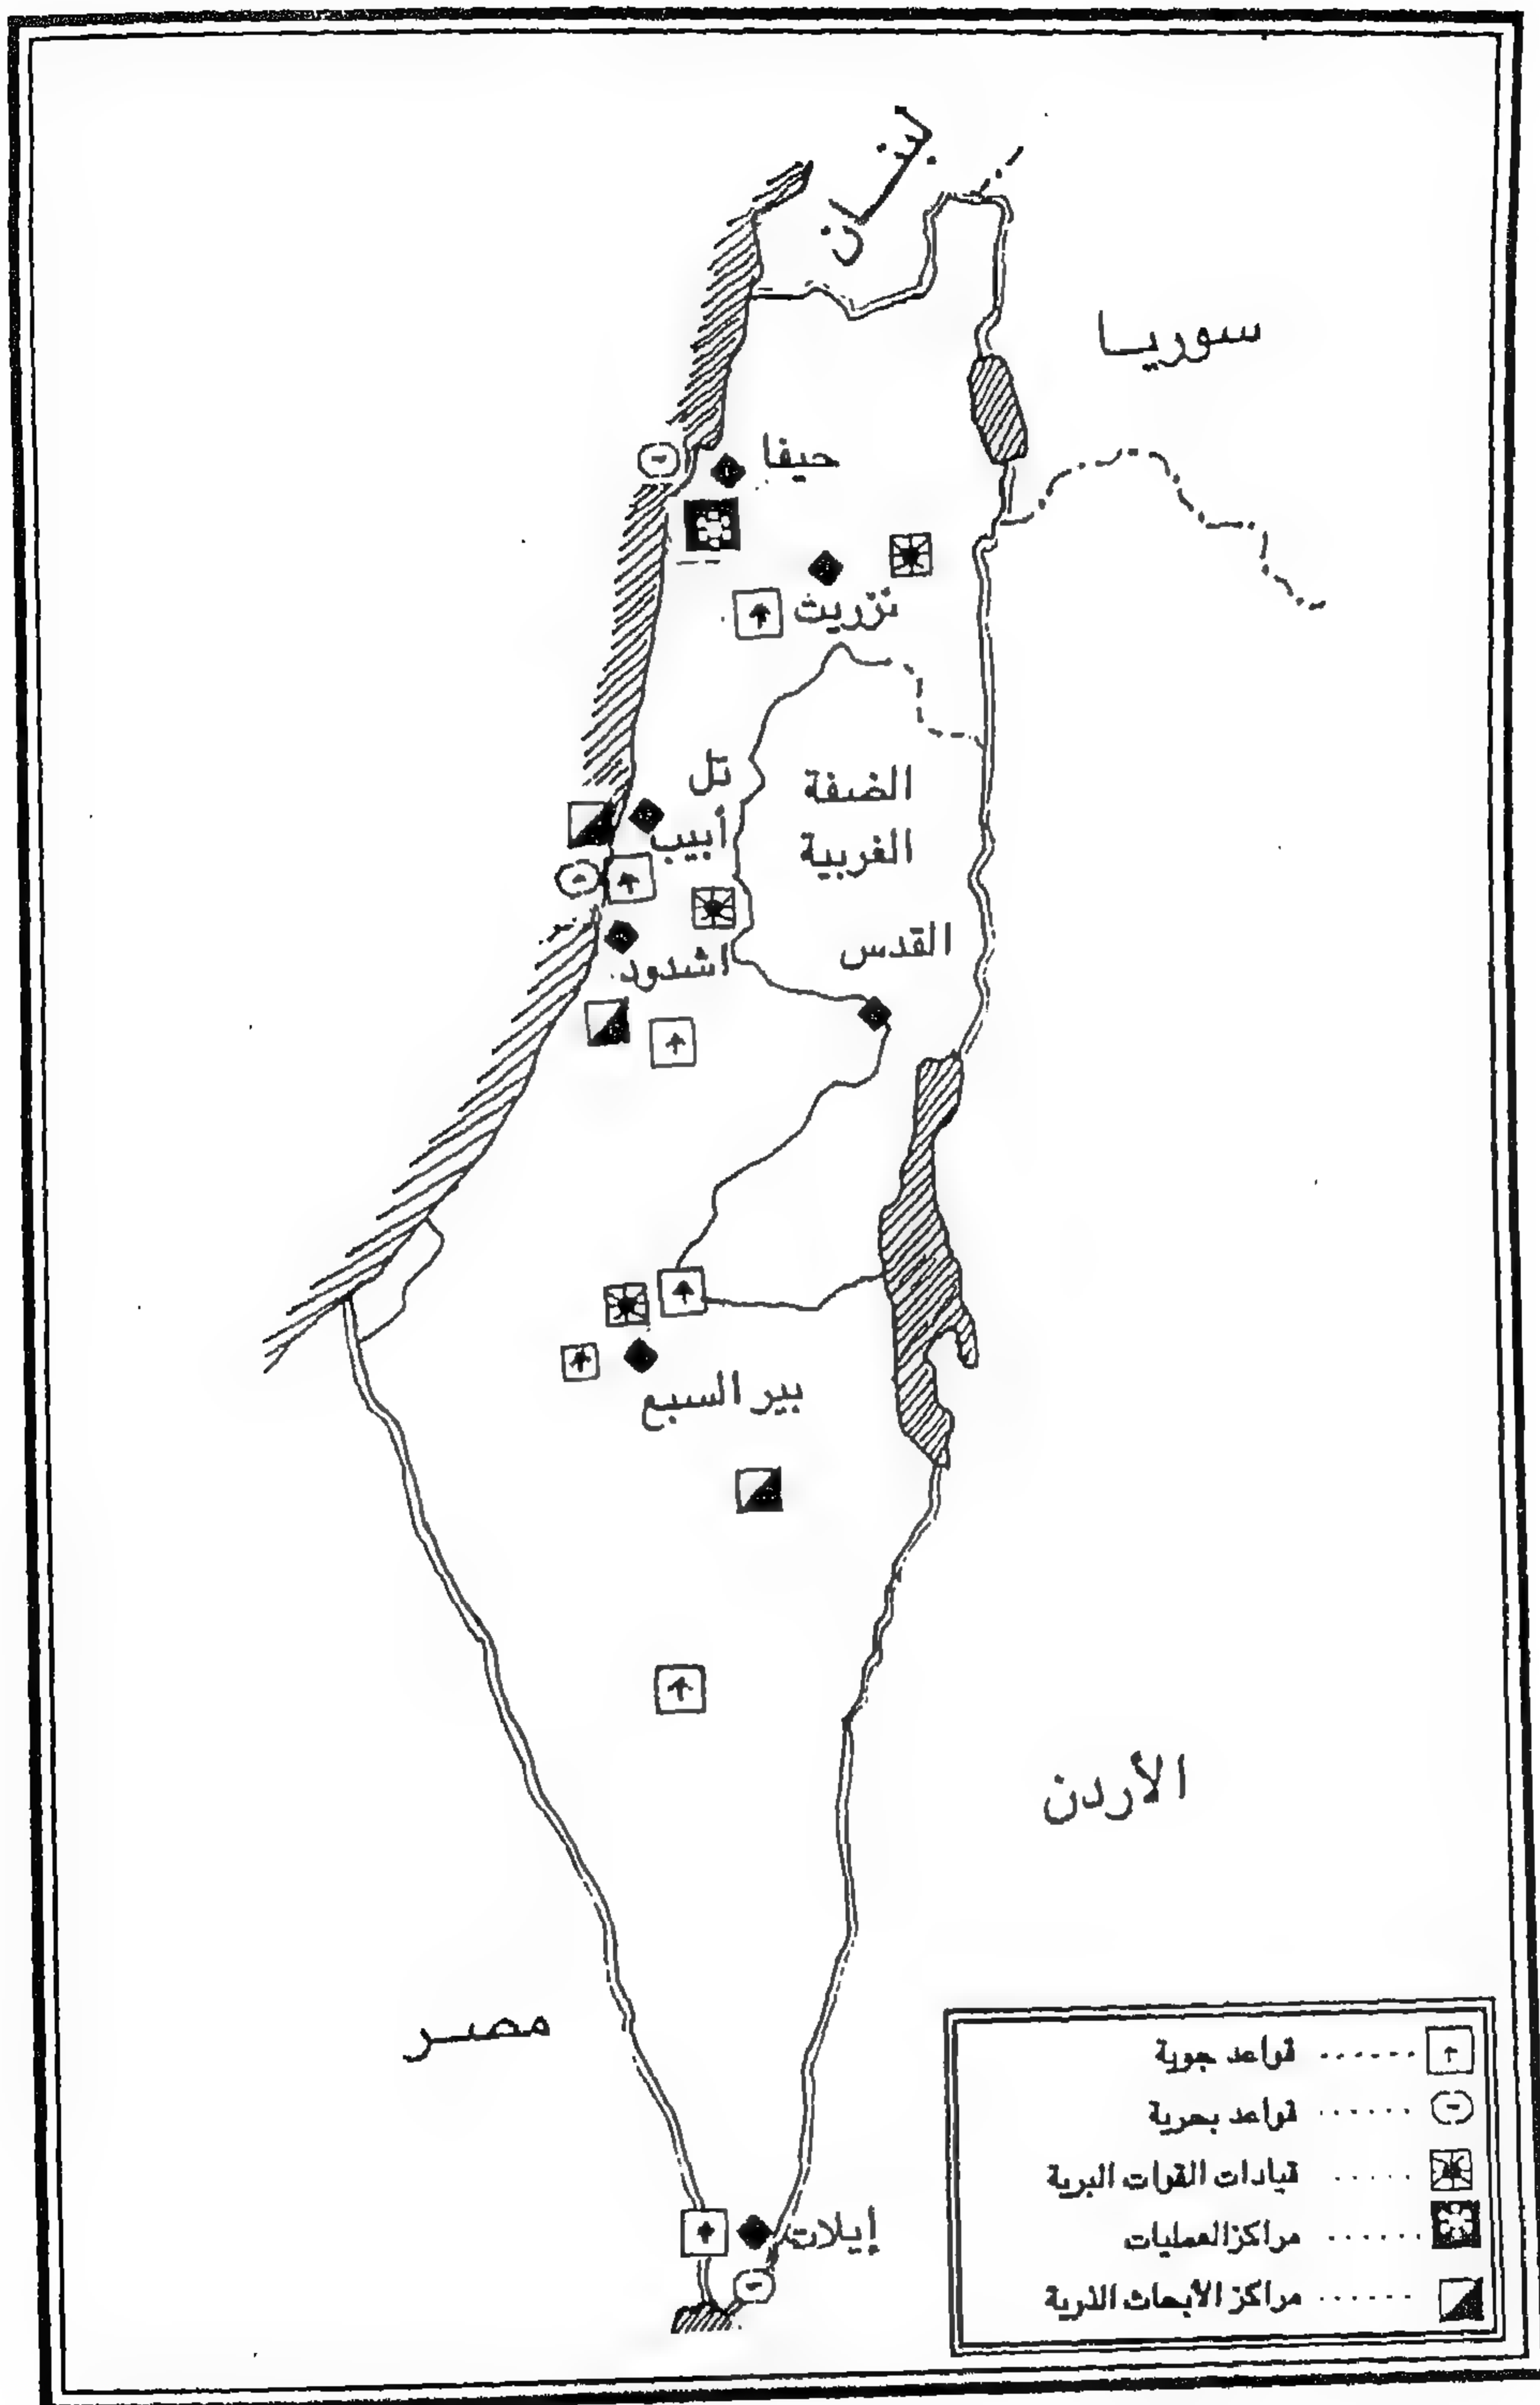 لبنان
سوريا
حيفا
نزريث
تل
أبيب
الضفة
الغربية
القدس
اشدود
بير السبع
الأردن
مصر
إيلات
قواعد جوية ......
قواعد بحرية ......
قيادات القوات البرية .....
مراكز العمليات ......
مراكز الأبحاث الذرية ......